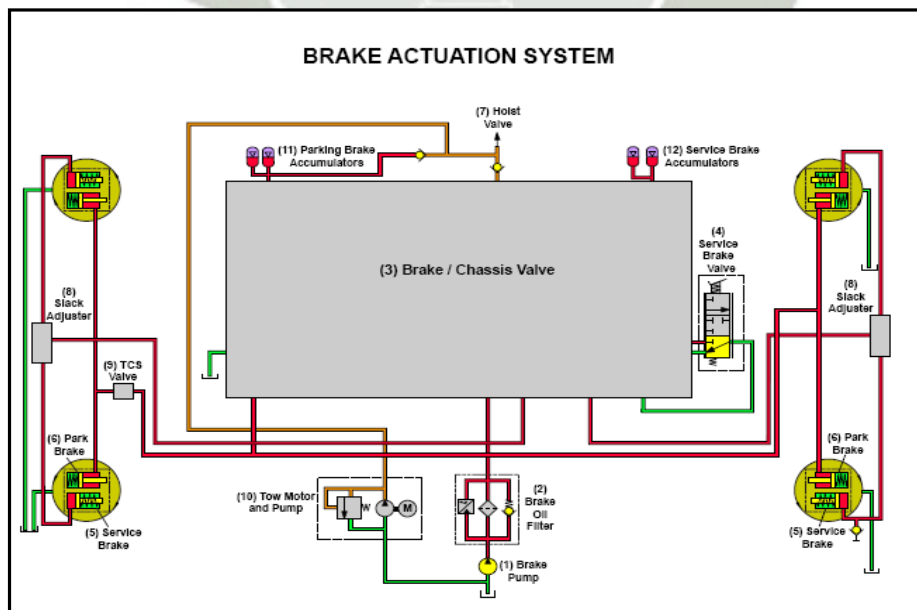 BRAKE ACTUATION SYSTEM
(7) Hoist
Valve
(11) Parking Brake
Accumulators
(12) Service Brake
Accumulators
(3) Brake / Chassis Valve
(4)
Service
Brake
Valve
W
(8)
Slack
Adjuster
(8)
Slack
Adjuster
(9) TCS
Valve
(6) Park
Brake
(5) Service
Brake
(10) Tow Motor
and Pump
W
M
(2)
Brake
Oil
Filter
(1) Brake
Pump
(6) Park
Brake
(5) Service
Brake